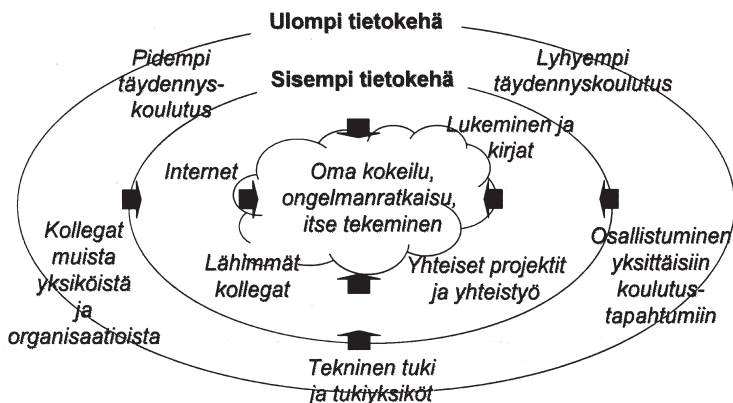 Ulompi tietokehä
Pidempi
täydennys-
koulutus
Lyhyempi
täydennyskoulutus
Sisempi tietokehä
Lukeminen ja
kirjat
Internet
Oma kokeilu,
ongelmanratkaisu,
itse tekeminen
Kollegat
muista
yksiköistä
ja
organisaatioista
Lähimmät
kollegat
Yhteiset projektit
ja yhteistyö
Osallistuminen
yksittäisiin
koulutus-
tapahtumiin
Tekninen tuki
ja tukiyksiköt